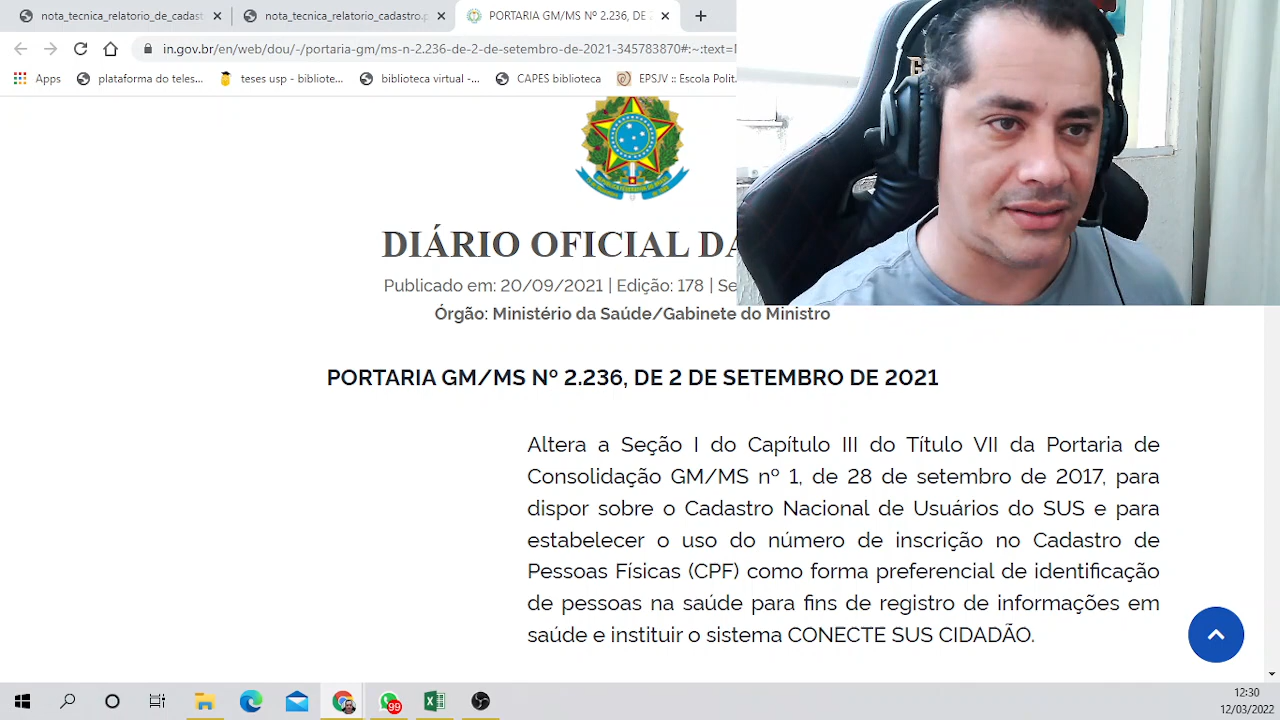 nota_tecnica_relatorio_de_cadast
nota_tecnica_relatorio_cadastro.p
PORTARIA GM/MS Nº 2.236, DE 2
in.gov.br/en/web/dou/-/portaria-gm/ms-n-2.236-de-2-de-setembro-de-2021-345783870#:~:text=
Apps
plataforma do teles...
teses usp - bibliote...
biblioteca virtual -...
CAPES biblioteca
EPSJV :: Escola Polit
DIÁRIO OFICIAL DA
Publicado em: 20/09/2021 | Edição: 178 | Se
Órgão: Ministério da Saúde/Gabinete do Ministro
PORTARIA GM/MS Nº 2.236, DE 2 DE SETEMBRO DE 2021
Altera a Seção I do Capítulo III do Título VII da Portaria de
Consolidação GM/MS nº 1, de 28 de setembro de 2017, para
dispor sobre o Cadastro Nacional de Usuários do SUS e para
estabelecer o uso do número de inscrição no Cadastro de
Pessoas Físicas (CPF) como forma preferencial de identificação
de pessoas na saúde para fins de registro de informações em
saúde e instituir o sistema CONECTE SUS CIDADÃO.
99
12:30
12/03/2022